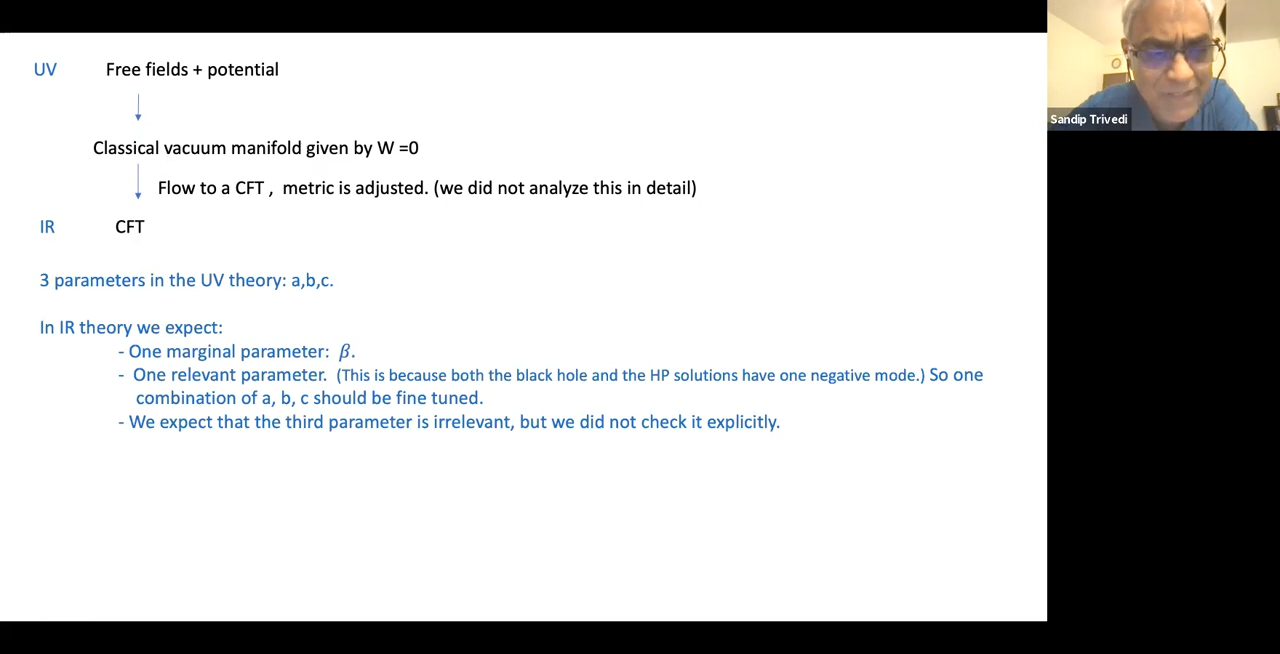 UV Free fields + potential
Classical vacuum manifold given by W =0
Flow to a CFT , metric is adjusted. (we did not analyze this in detail)
IR CFT
3 parameters in the UV theory: a,b,c.
In IR theory we expect:
- One marginal parameter: β.
- One relevant parameter. (This is because both the black hole and the HP solutions have one negative mode.) So one
combination of a, b, c should be fine tuned.
- We expect that the third parameter is irrelevant, but we did not check it explicitly.
Sandip Trivedi